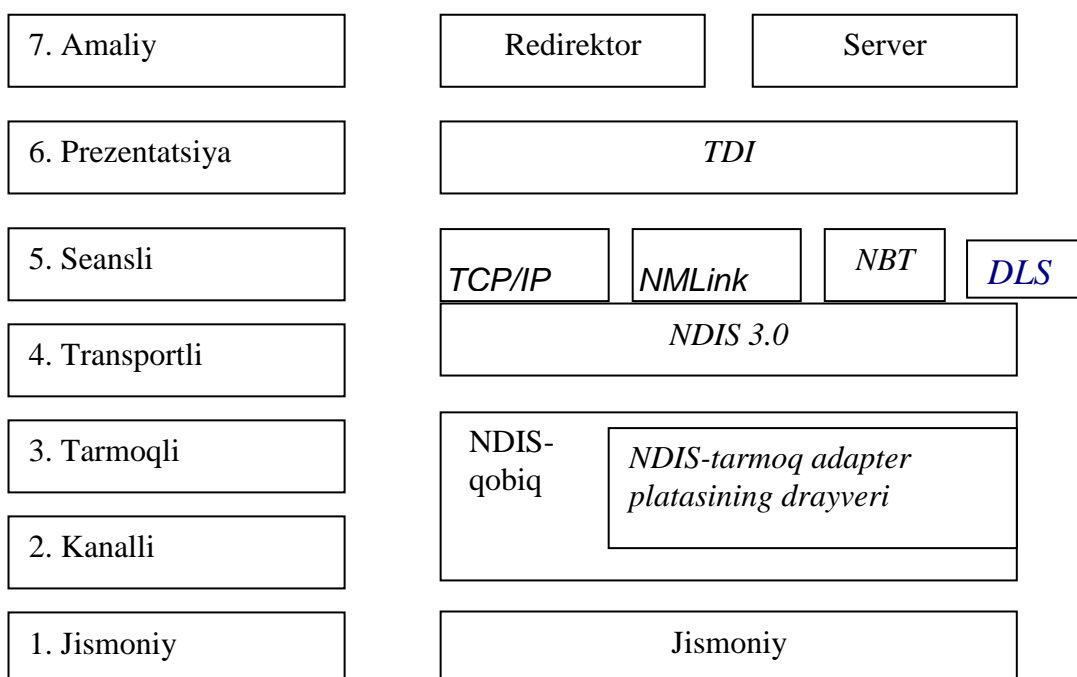 7. Amaliy
Redirektor
Server
6. Prezentatsiya
TDI
5. Seansli
TCP/IP
NMLink
NBT
DLS
4. Transportli
NDIS 3.0
3. Tarmoqli
NDIS-
qobiq
NDIS-tarmoq adapter
platasining drayveri
2. Kanalli
1. Jismoniy
Jismoniy